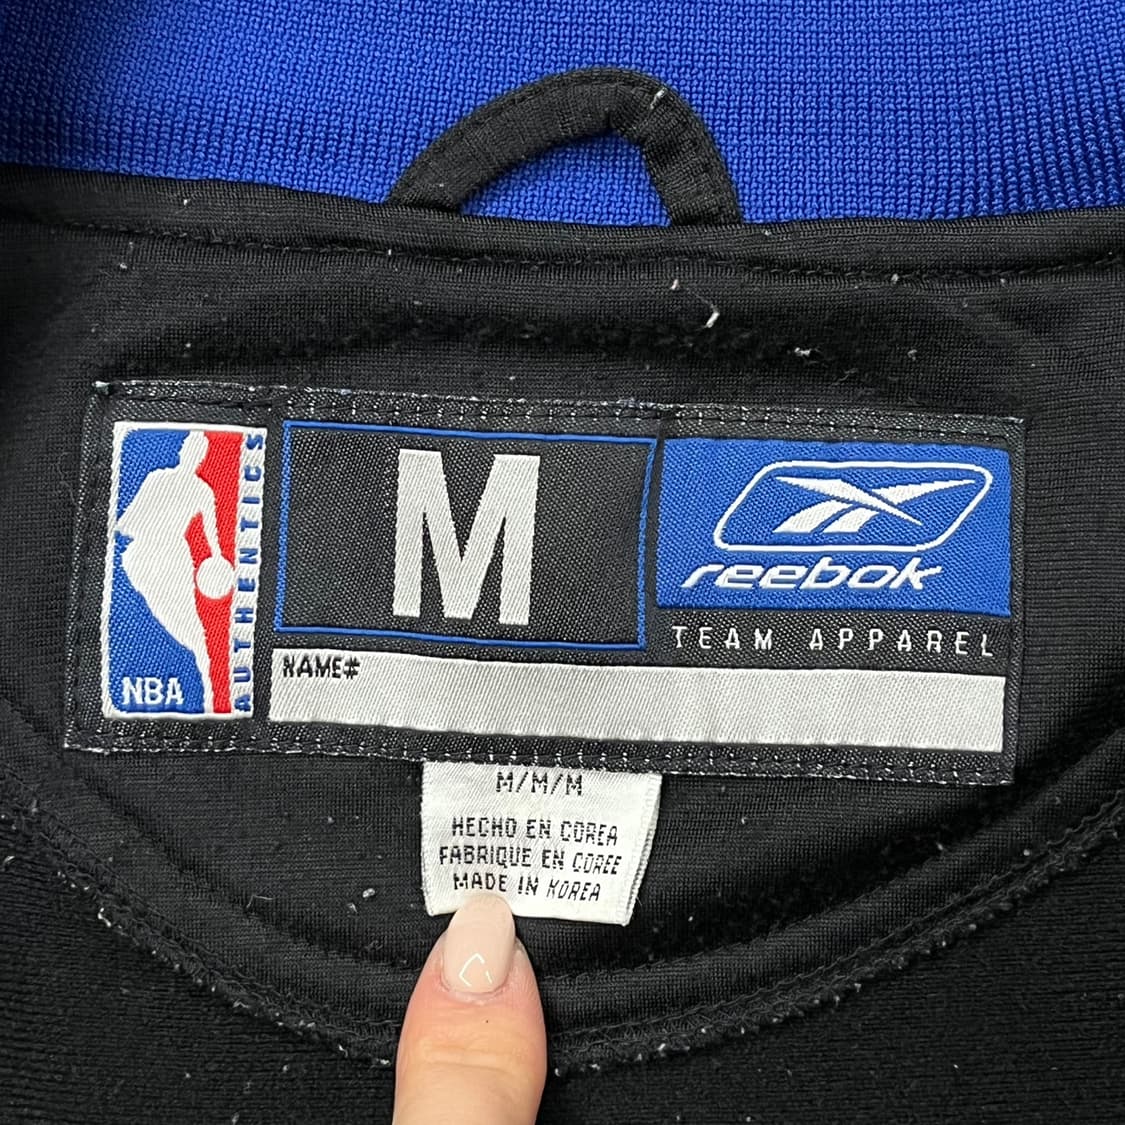 NBA
AUTHENTICS
M
reebok
TEAM APPAREL
NAME#
M/M/M
HECHO EN COREA
FABRIQUE EN COREE
MADE IN KOREA